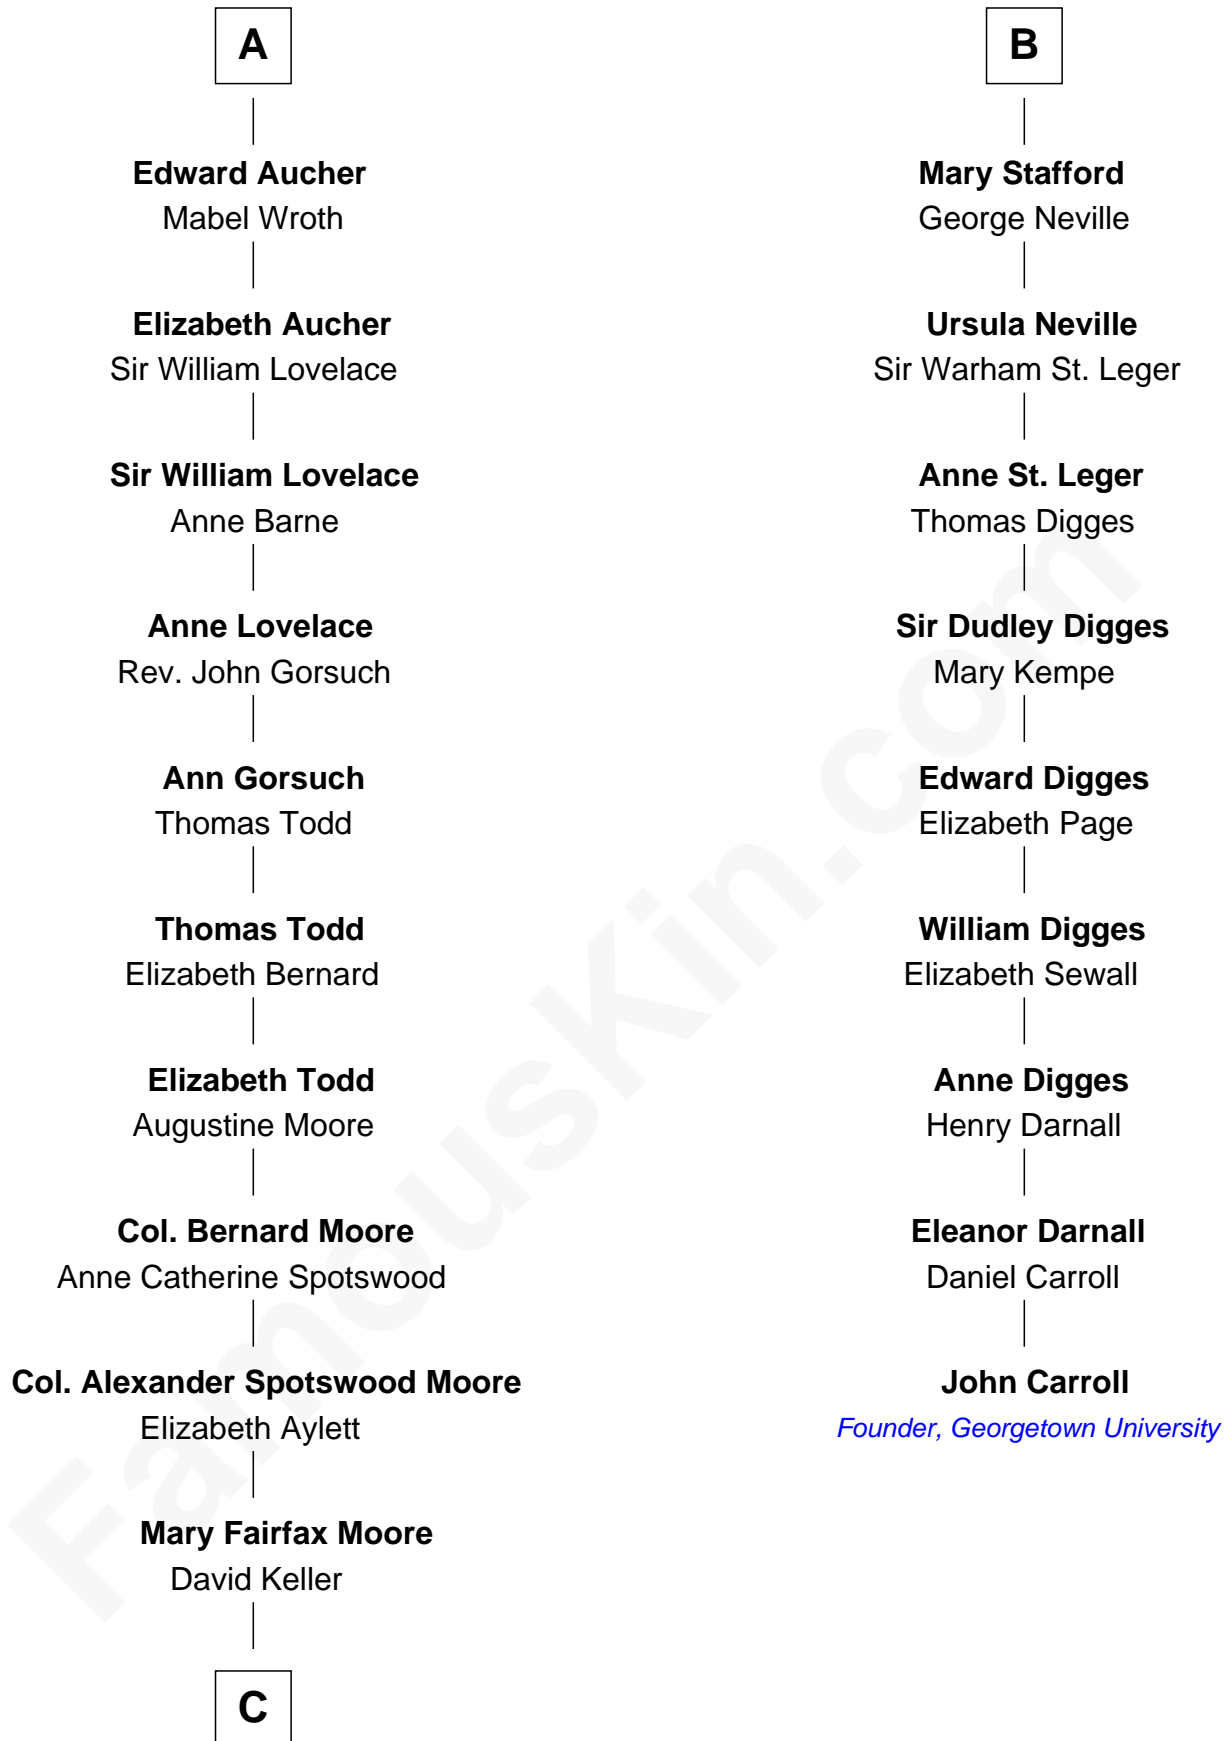 A
Edward Aucher
Mabel Wroth
Elizabeth Aucher
Sir William Lovelace
Sir William Lovelace
Anne Barne
Anne Lovelace
Rev. John Gorsuch
Ann Gorsuch
Thomas Todd
Thomas Todd
Elizabeth Bernard
Elizabeth Todd
Augustine Moore
Col. Bernard Moore
Anne Catherine Spotswood
Col. Alexander Spotswood Moore
Elizabeth Aylett
Mary Fairfax Moore
David Keller
C
B
Mary Stafford
George Neville
Ursula Neville
Sir Warham St. Leger
Anne St. Leger
Thomas Digges
Sir Dudley Digges
Mary Kempe
Edward Digges
Elizabeth Page
William Digges
Elizabeth Sewall
Anne Digges
Henry Darnall
Eleanor Darnall
Daniel Carroll
John Carroll
Founder, Georgetown University
FamousKin.com